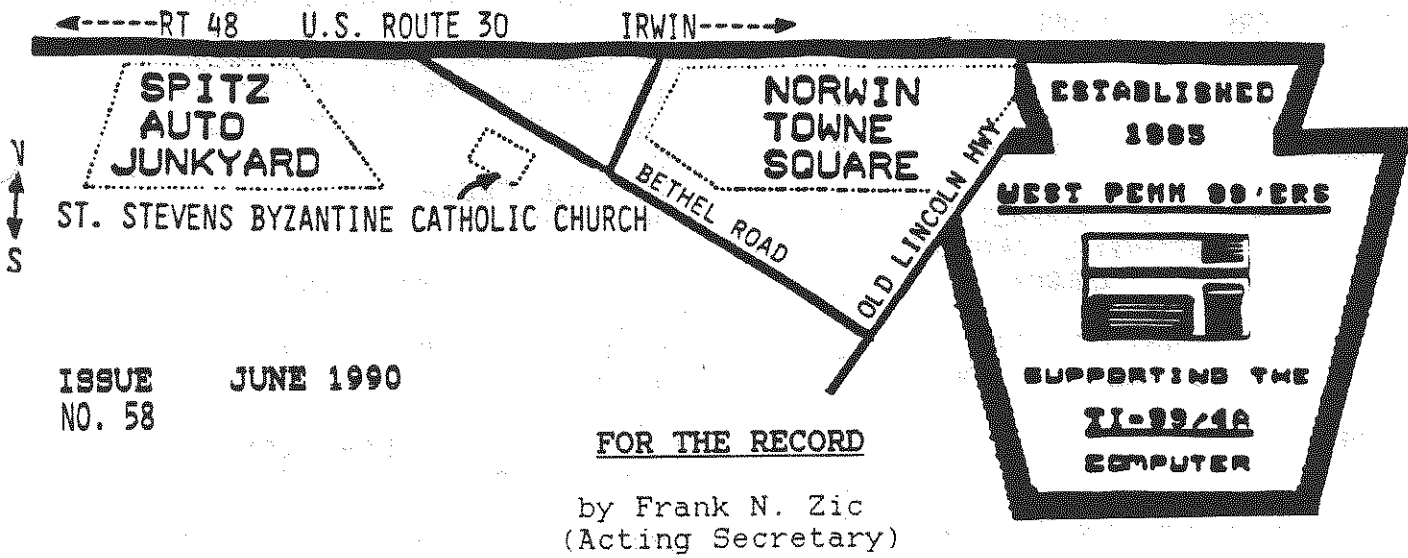 RT 48 U.S. ROUTE 30 IRWIN
SPITZ
AUTO
JUNKYARD
NORWIN
TOWNE
SQUARE
BETHEL ROAD
OLD LINCOLN HWY
N
S
ST. STEVENS BYZANTINE CATHOLIC CHURCH
ESTABLISHED
1985
WEST PENN 99'ERS
SUPPORTING THE
TI-99/4A
COMPUTER
ISSUE JUNE 1990
NO. 58
FOR THE RECORD
by Frank N. Zic
(Acting Secretary)